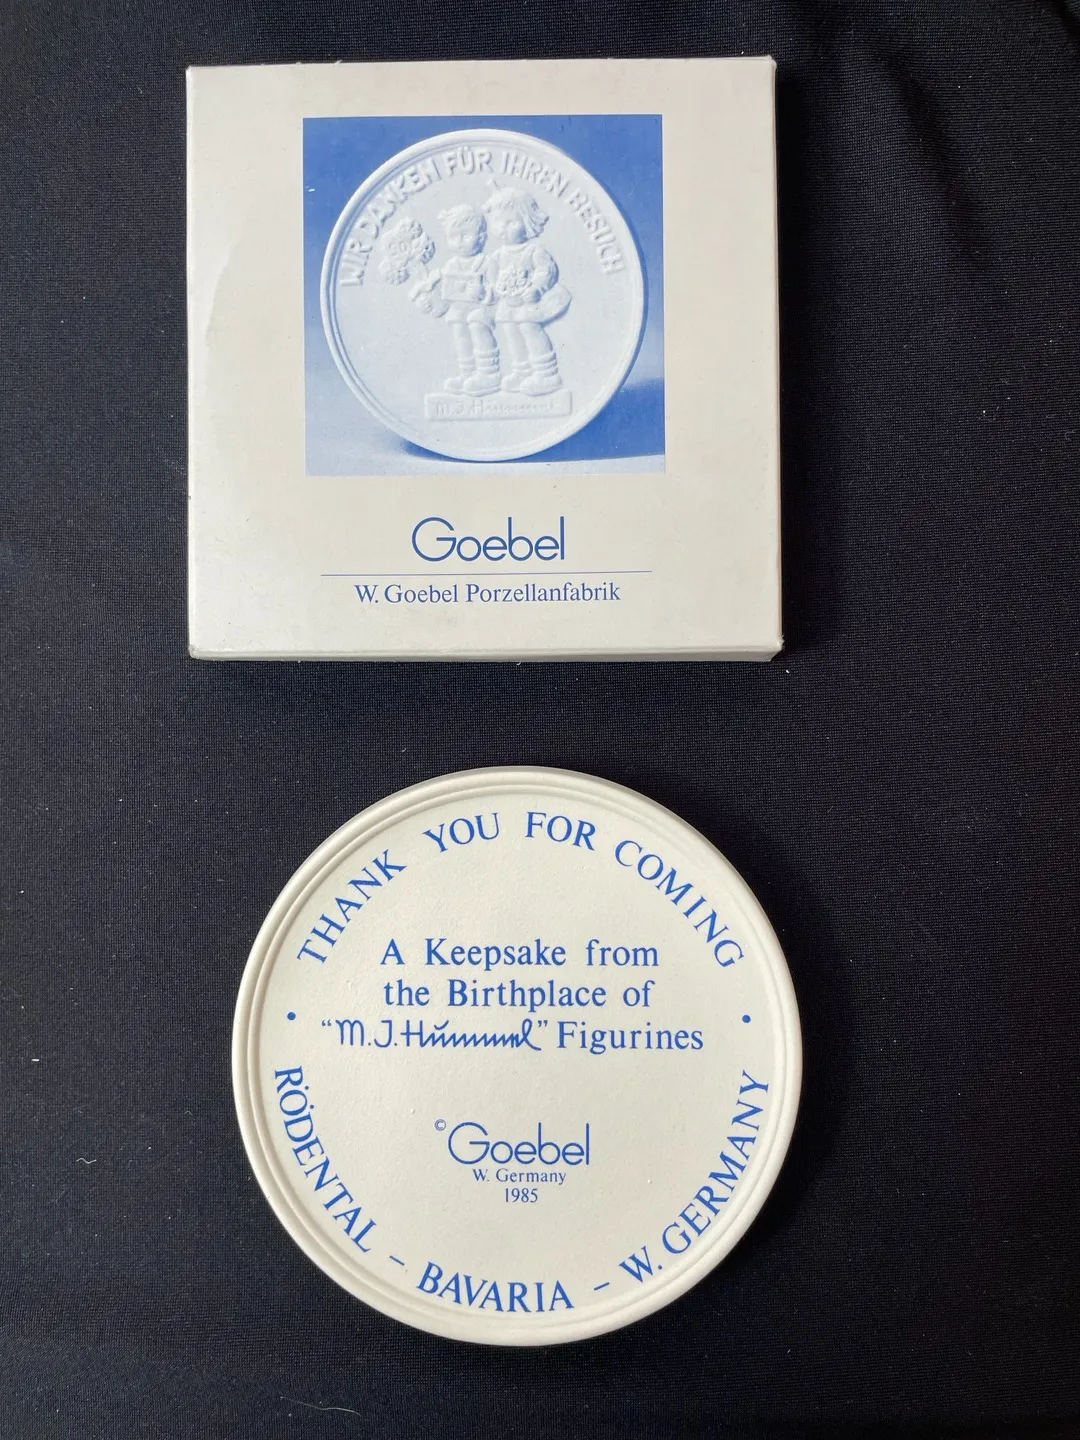 WIR DANKEN FÜR IHREN BESUCH
50
M.J. Hummel
Goebel
W. Goebel Porzellanfabrik
THANK YOU FOR COMING
A Keepsake from
the Birthplace of
“M.J. Hummel” Figurines
© Goebel
W. Germany
1985
• RÖDENTAL – BAVARIA – W. GERMANY •